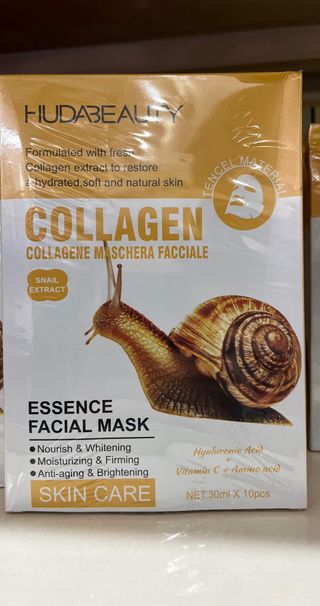 HUDABEAUTY
Formulated with fresh
Collagen extract to restore
a hydrated,soft and natural skin
TENCEL MATERIAL
COLLAGEN
COLLAGENE MASCHERA FACCIALE
SNAIL
EXTRACT
ESSENCE
FACIAL MASK
●Nourish & Whitening
●Moisturizing & Firming
●Anti-aging & Brightening
SKIN CARE
Hyaluronic Acid
+
Vitamin C + Amino acid
NET:30ml X 10pcs